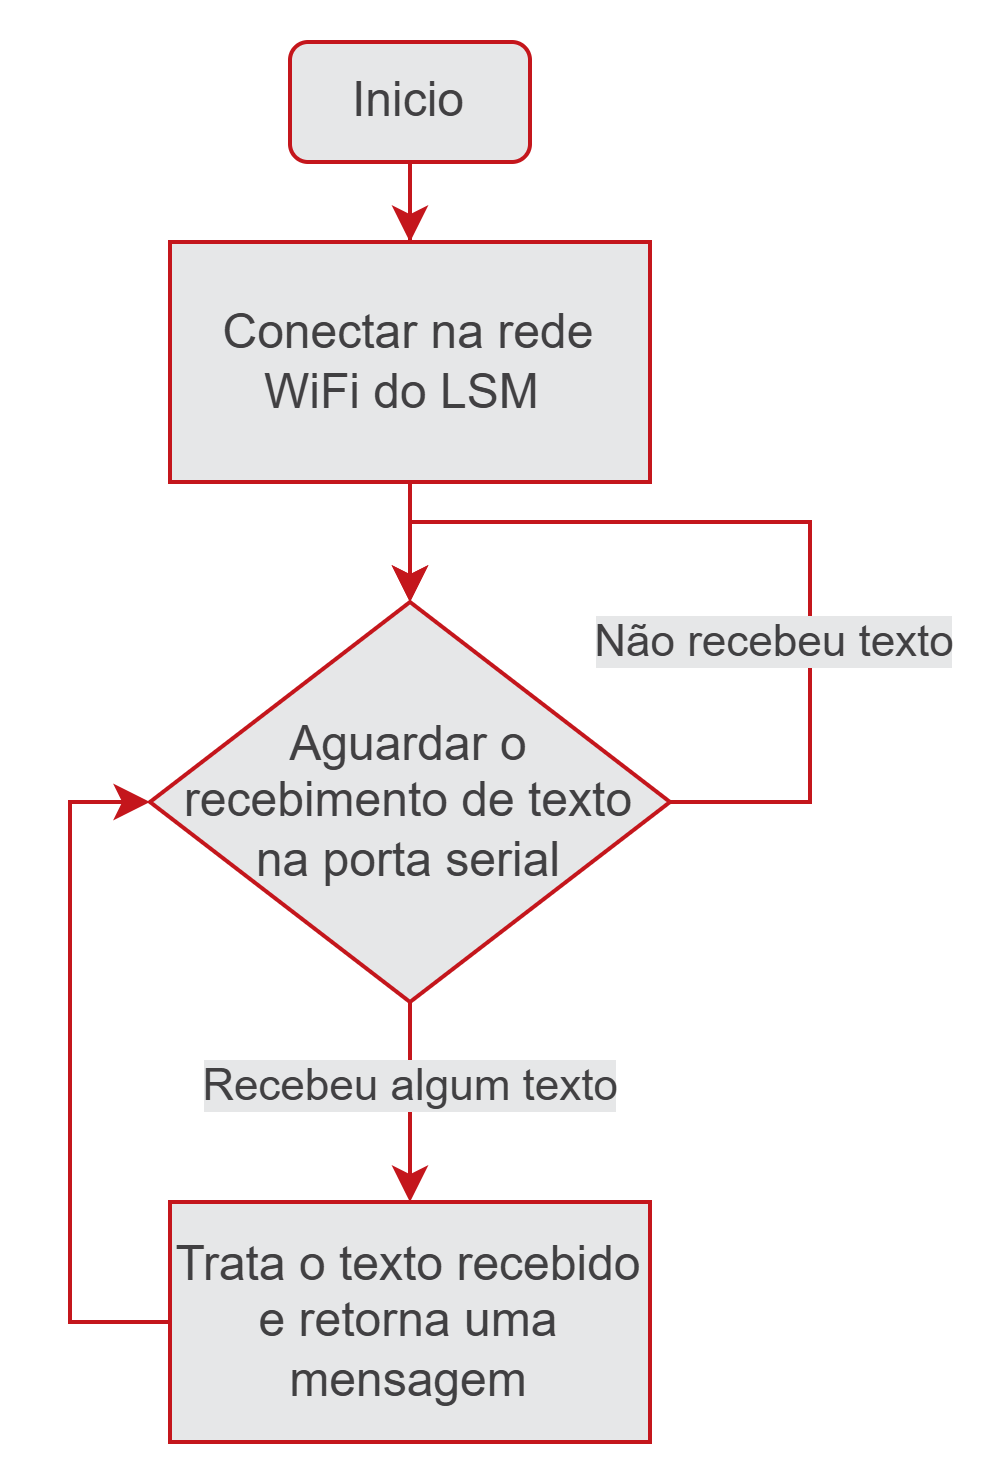 Inicio
Conectar na rede
WiFi do LSM
Não recebeu texto
Aguardar o
recebimento de texto
na porta serial
Recebeu algum texto
Trata o texto recebido
e retorna uma
mensagem